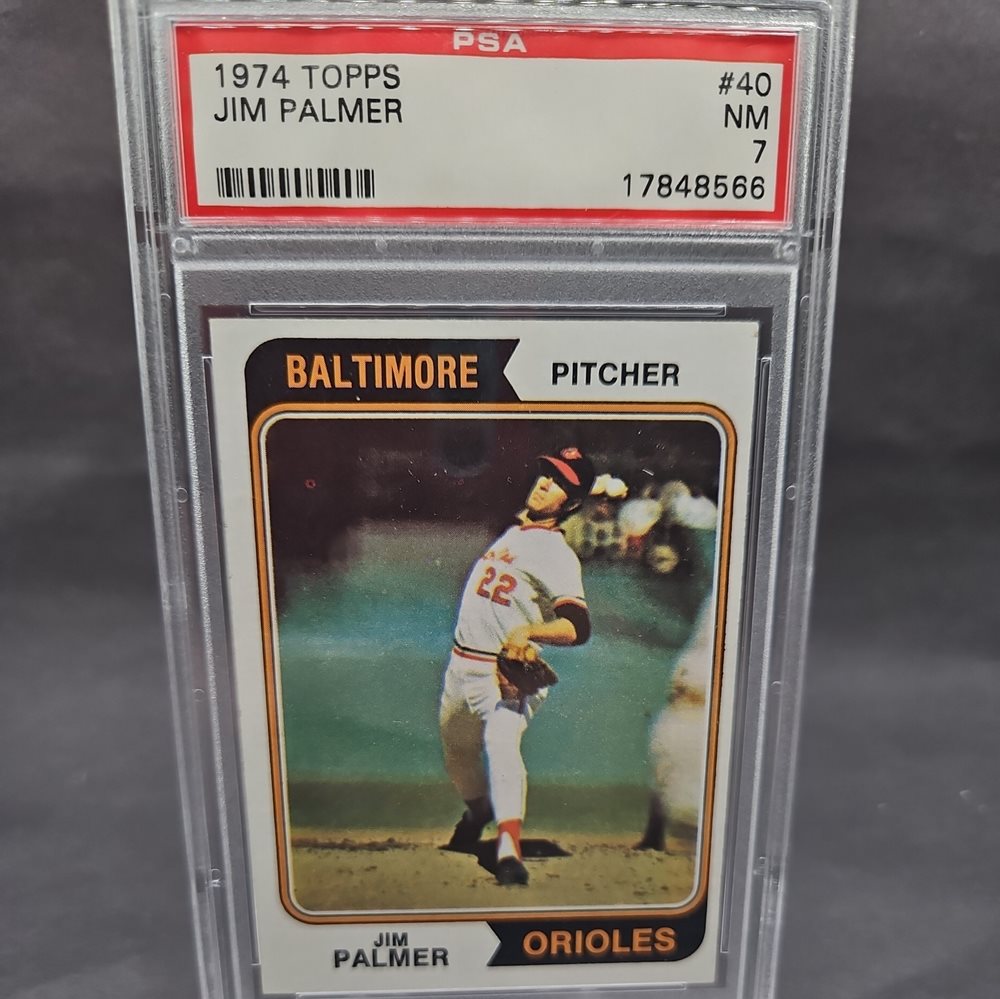 PSA
1974 TOPPS #40
JIM PALMER NM
7
17848566
BALTIMORE PITCHER
22
JIM
PALMER
ORIOLES